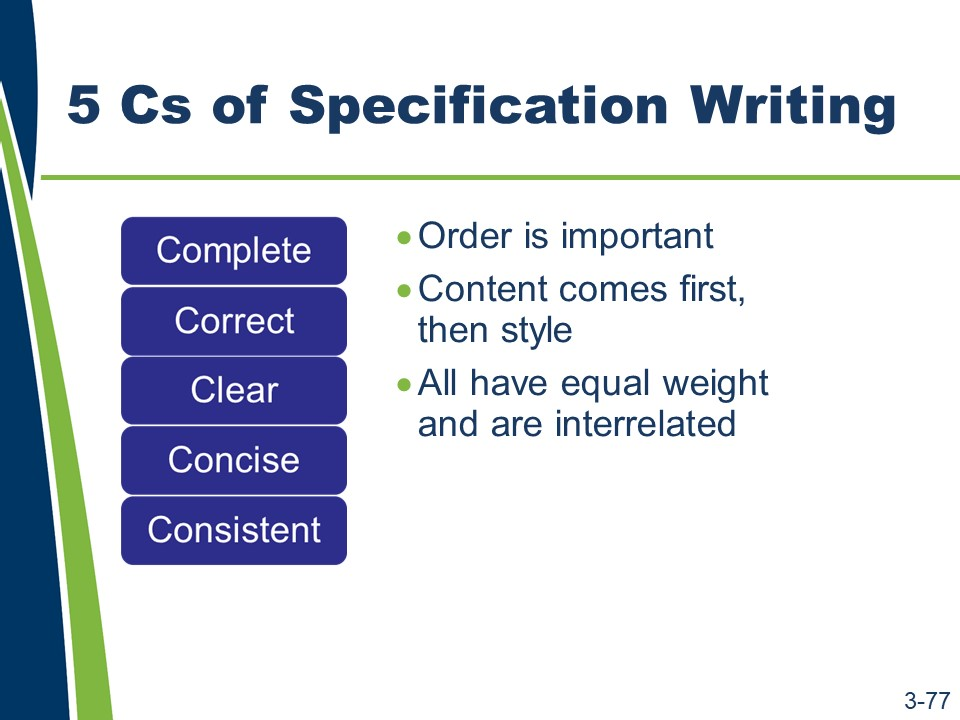 5 Cs of Specification Writing
Complete
Correct
Clear
Concise
Consistent
• Order is important
• Content comes first,
then style
• All have equal weight
and are interrelated
3-77